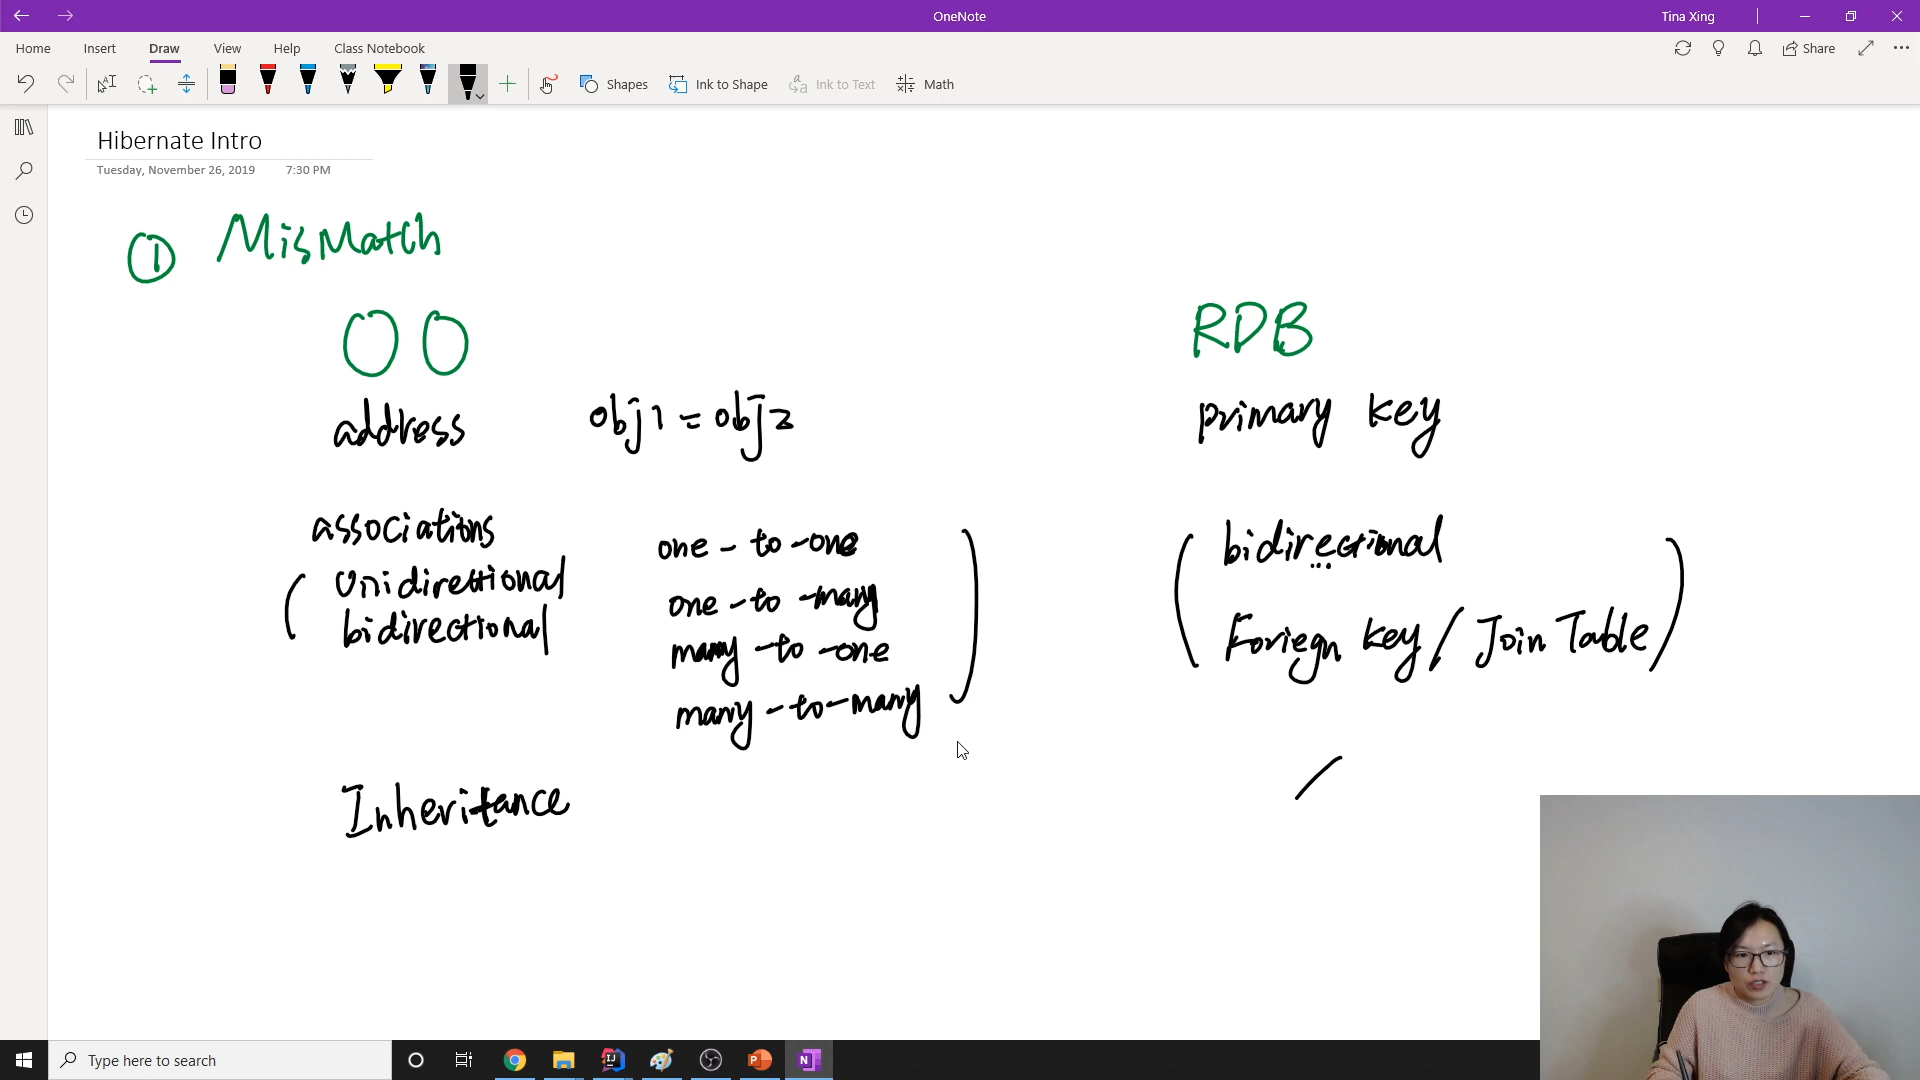 OneNote
Tina Xing
Home Insert Draw View Help Class Notebook
Share
Shapes Ink to Shape Ink to Text Math
Hibernate Intro
Tuesday, November 26, 2019 7:30 PM
① MisMatch
OO RDB
address obj1 = obj2 primary key
associations one-to-one bidirectional
( Unidirectional one-to-many
bidirectional many-to-one Foriegn key / Join Table
many-to-many
Inheritance
Type here to search